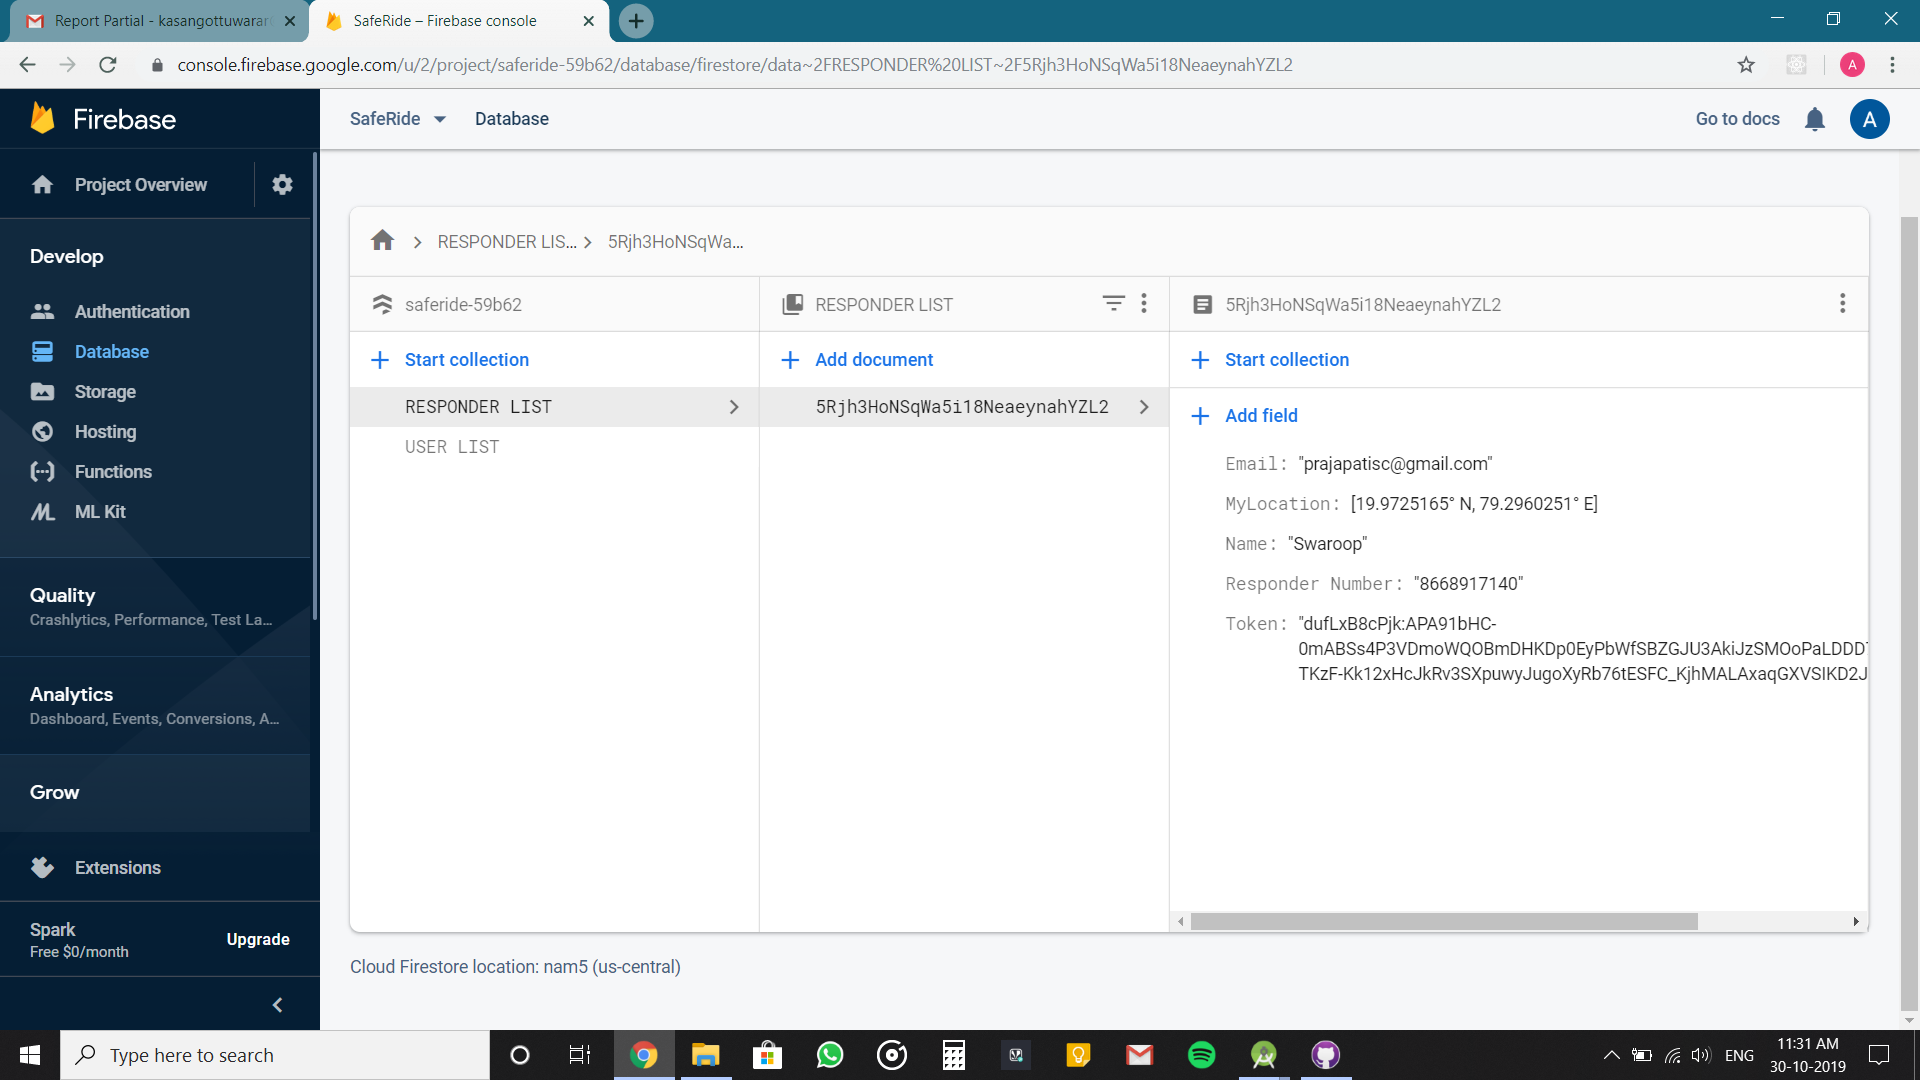 Report Partial - kasangottuwarar
SafeRide – Firebase console
console.firebase.google.com/u/2/project/saferide-59b62/database/firestore/data~2FRESPONDER%20LIST~2F5Rjh3HoNSqWa5i18NeaeynahYZL2
A
Firebase
SafeRide
Database
Go to docs
A
Project Overview
Develop
Authentication
Database
Storage
Hosting
Functions
ML Kit
Quality
Crashlytics, Performance, Test La...
Analytics
Dashboard, Events, Conversions, A...
Grow
Extensions
Spark
Free $0/month
Upgrade
RESPONDER LIS...
5Rjh3HoNSqWa...
saferide-59b62
Start collection
RESPONDER LIST
USER LIST
RESPONDER LIST
Add document
5Rjh3HoNSqWa5i18NeaeynahYZL2
5Rjh3HoNSqWa5i18NeaeynahYZL2
Start collection
Add field
Email: "prajapatisc@gmail.com"
MyLocation: [19.9725165° N, 79.2960251° E]
Name: "Swaroop"
Responder Number: "8668917140"
Token: "dufLxB8cPjk:APA91bHC-
0mABSs4P3VDmoWQOBmDHKDp0EyPbWfSBZGJU3AkiJzSMOoPaLDDD
TKzF-Kk12xHcJkRv3SXpuwyJugoXyRb76tESFC_KjhMALAxaqGXVSIKD2J
Cloud Firestore location: nam5 (us-central)
Type here to search
ENG
11:31 AM
30-10-2019